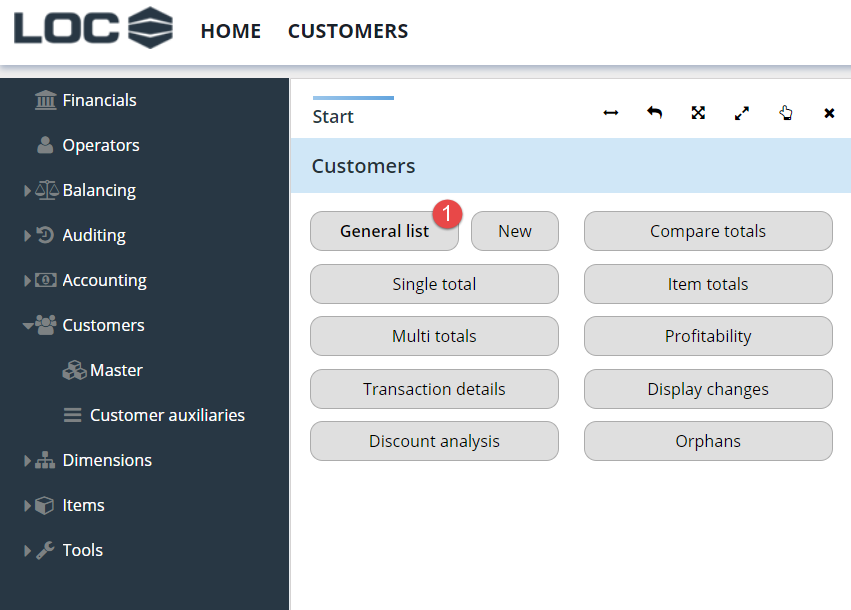 LOC HOME CUSTOMERS
Financials
Operators
Balancing
Auditing
Accounting
Customers
Master
Customer auxiliaries
Dimensions
Items
Tools
Start
Customers
General list 1 New Compare totals
Single total Item totals
Multi totals Profitability
Transaction details Display changes
Discount analysis Orphans